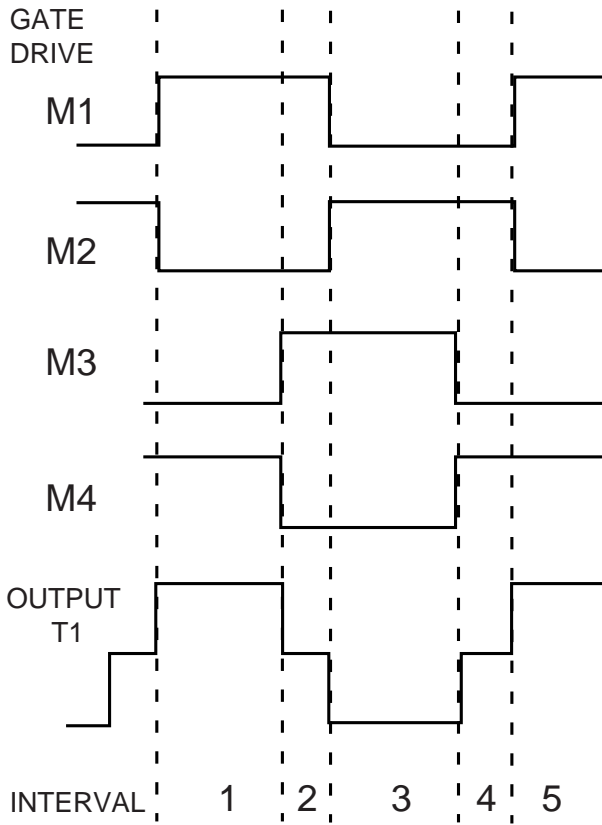 GATE
DRIVE
M1
M2
M3
M4
OUTPUT
T1
INTERVAL 1 2 3 4 5